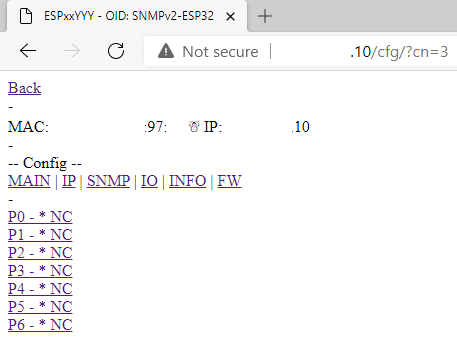 ESPxxYYY - OID: SNMPv2-ESP32
Not secure | .10/cfg/?cn=3
Back
-
MAC: :97: ☃ IP: .10
-
-- Config --
MAIN | IP | SNMP | IO | INFO | FW
-
P0 - * NC
P1 - * NC
P2 - * NC
P3 - * NC
P4 - * NC
P5 - * NC
P6 - * NC